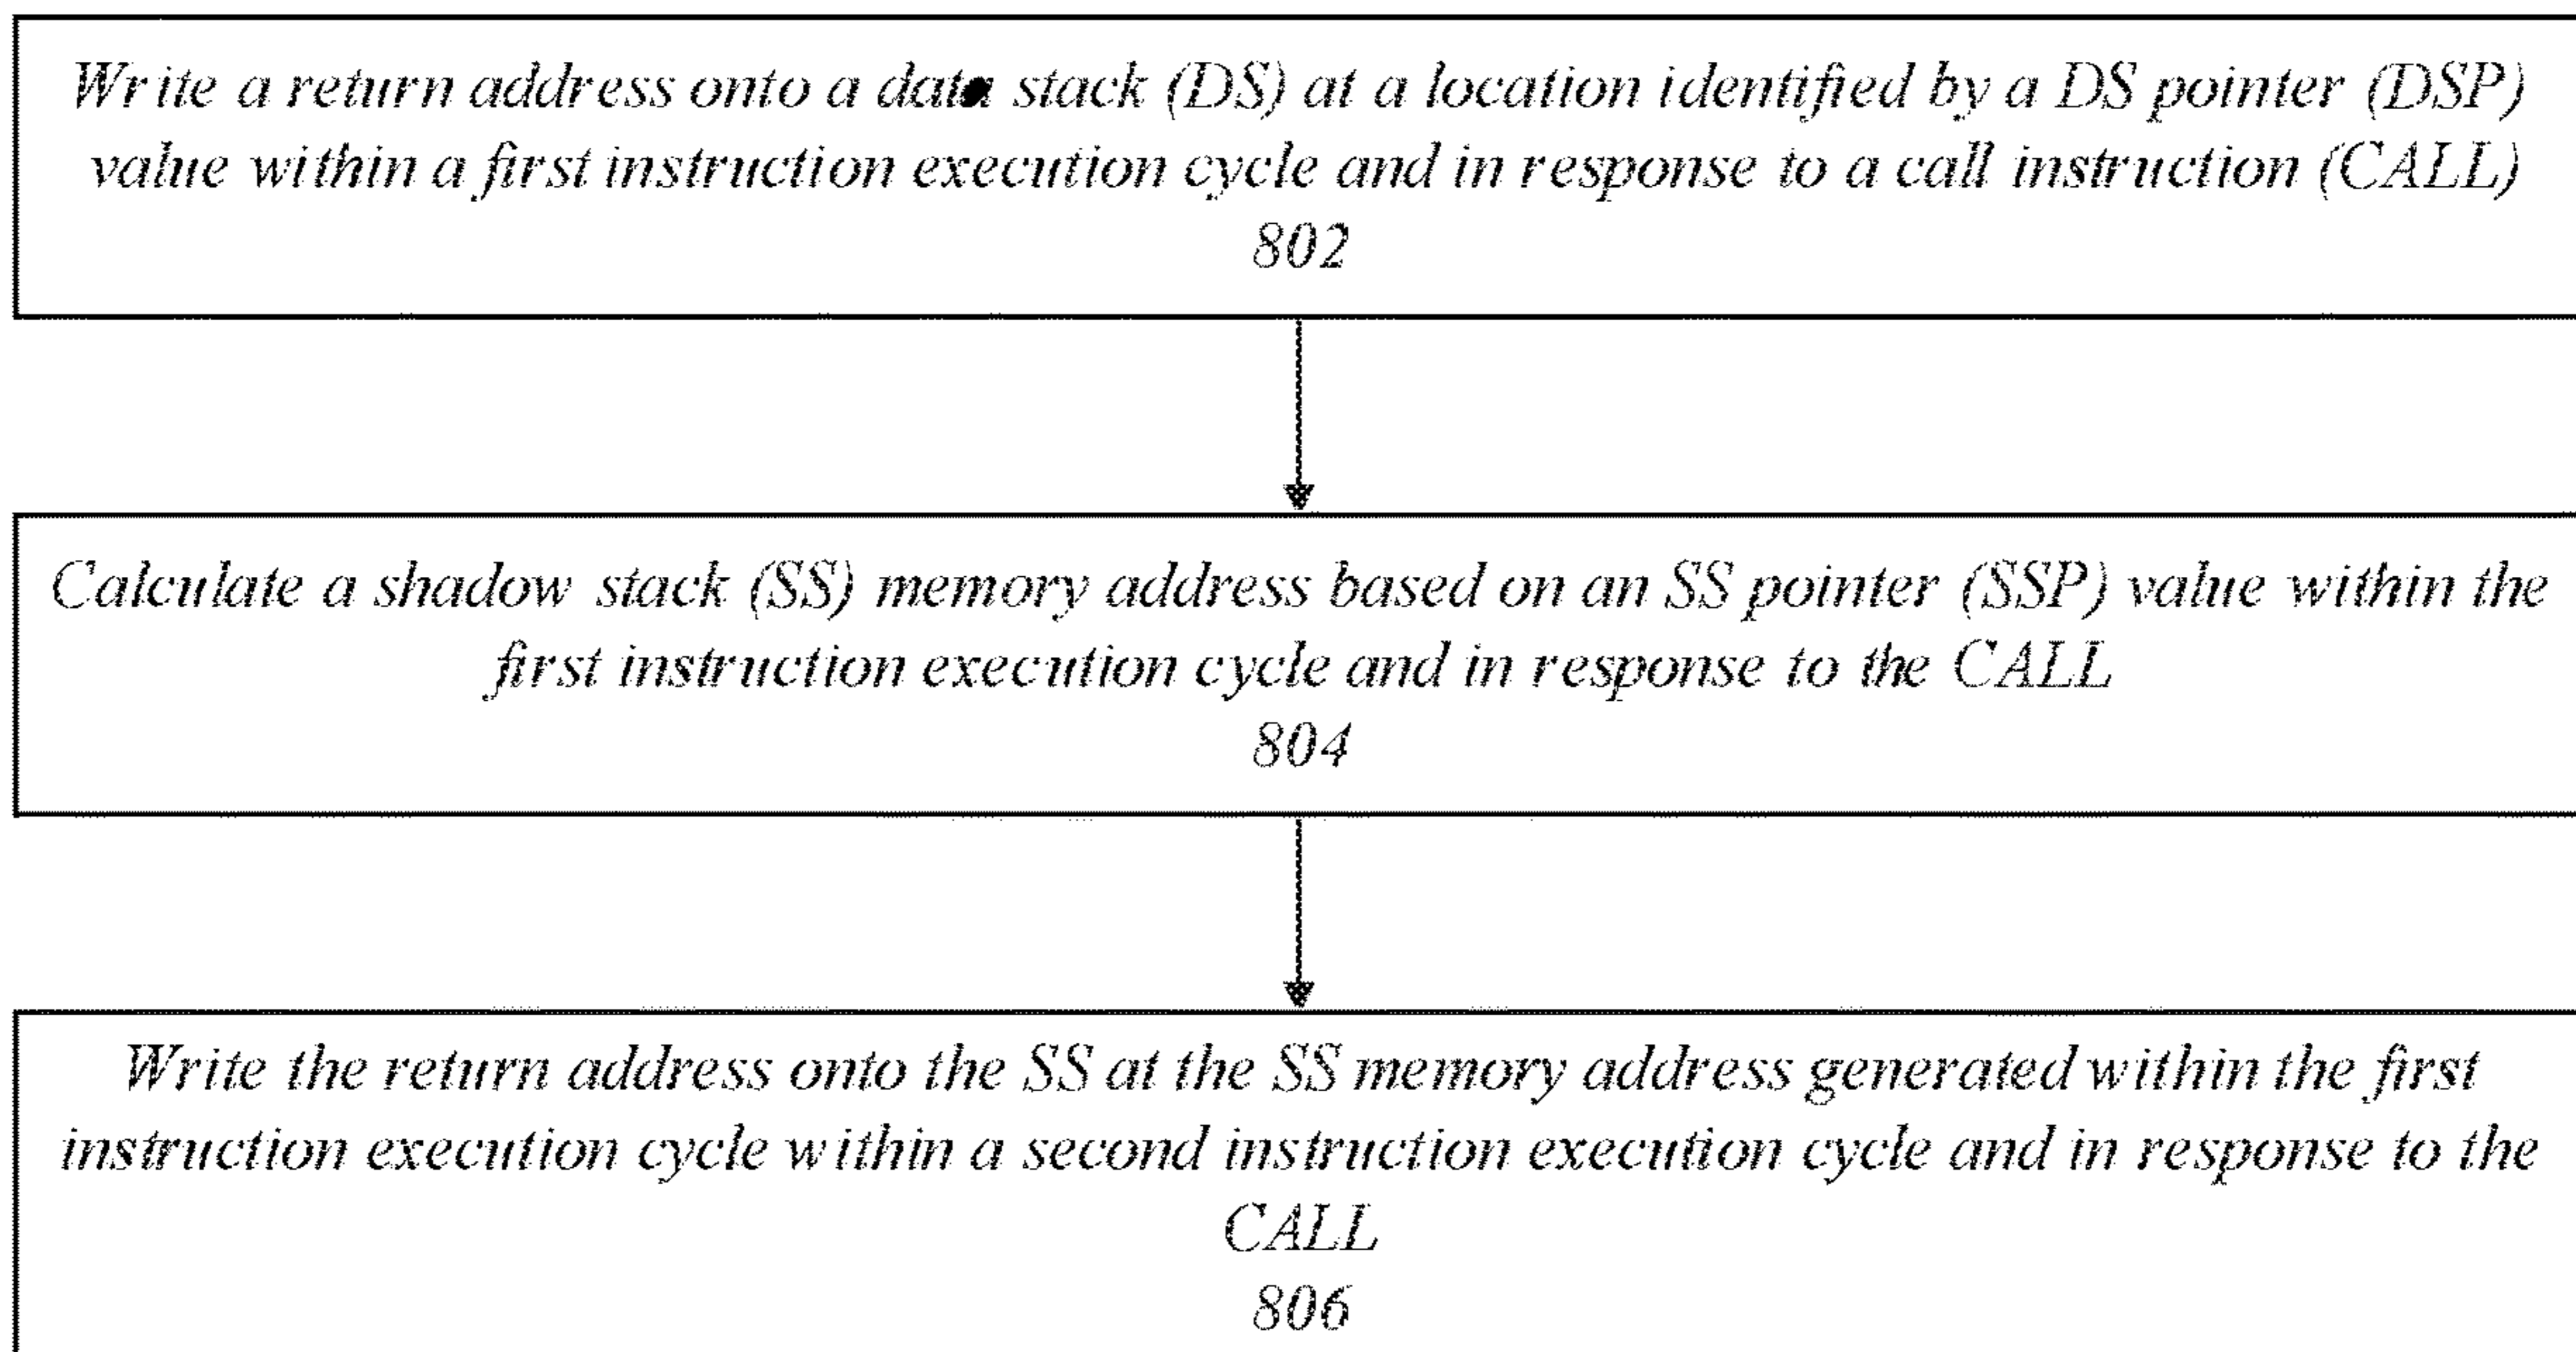 Write a return address onto a data stack (DS) at a location identified by a DS pointer (DSP)
value within a first instruction execution cycle and in response to a call instruction (CALL)
802
Calculate a shadow stack (SS) memory address based on an SS pointer (SSP) value within the
first instruction execution cycle and in response to the CALL
804
Write the return address onto the SS at the SS memory address generated within the first
instruction execution cycle within a second instruction execution cycle and in response to the
CALL
806